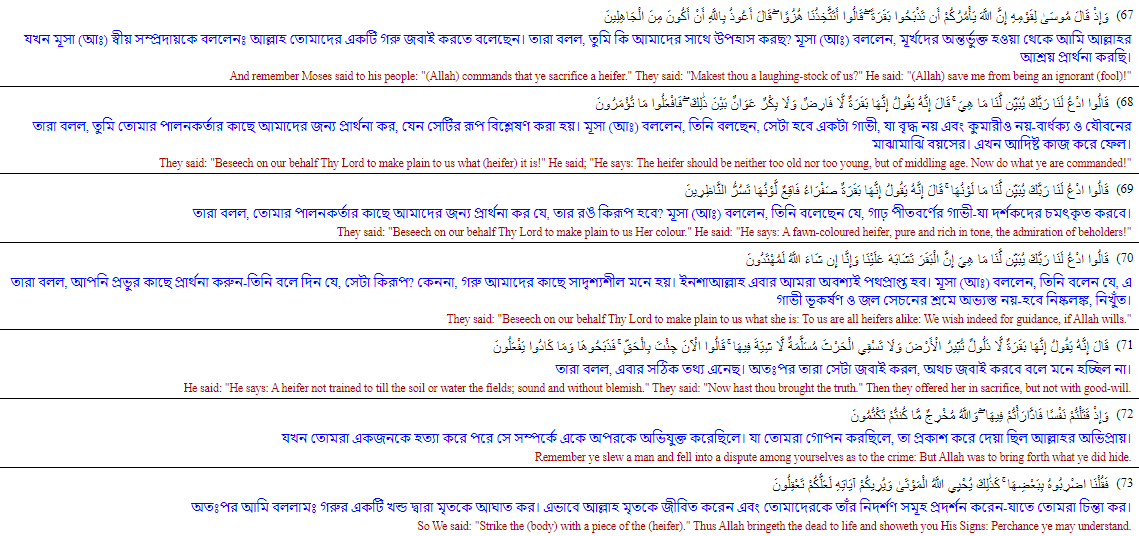 67) وَإِذْ قَالَ مُوسَىٰ لِقَوْمِهِ إِنَّ اللَّهَ يَأْمُرُكُمْ أَن تَذْبَحُوا بَقَرَةً ۖ قَالُوا أَتَتَّخِذُنَا هُزُوًا ۖ قَالَ أَعُوذُ بِاللَّهِ أَنْ أَكُونَ مِنَ الْجَاهِلِينَ)
যখন মূসা (আঃ) স্বীয় সম্প্রদায়কে বললেনঃ আল্লাহ তোমাদের একটি গরু জবাই করতে বলেছেন। তারা বলল, তুমি কি আমাদের সাথে উপহাস করছ? মূসা (আঃ) বললেন, মূর্খদের অন্তর্ভুক্ত হওয়া থেকে আমি আল্লাহর
আশ্রয় প্রার্থনা করছি।
And remember Moses said to his people: "(Allah) commands that ye sacrifice a heifer." They said: "Makest thou a laughing-stock of us?" He said: "(Allah) save me from being an ignorant (fool)!"
68) قَالُوا ادْعُ لَنَا رَبَّكَ يُبَيِّن لَّنَا مَا هِيَ ۚ قَالَ إِنَّهُ يَقُولُ إِنَّهَا بَقَرَةٌ لَّا فَارِضٌ وَلَا بِكْرٌ عَوَانٌ بَيْنَ ذَٰلِكَ ۖ فَافْعَلُوا مَا تُؤْمَرُونَ)
তারা বলল, তুমি তোমার পালনকর্তার কাছে আমাদের জন্য প্রার্থনা কর, যেন সেটির রূপ বিশ্লেষণ করা হয়। মূসা (আঃ) বললেন, তিনি বলছেন, সেটা হবে একটা গাভী, যা বৃদ্ধ নয় এবং কুমারীও নয়-বার্ধক্য ও যৌবনের
মাঝামাঝি বয়সের। এখন আদিষ্ট কাজ করে ফেল।
They said: "Beseech on our behalf Thy Lord to make plain to us what (heifer) it is!" He said; "He says: The heifer should be neither too old nor too young, but of middling age. Now do what ye are commanded!"
69) قَالُوا ادْعُ لَنَا رَبَّكَ يُبَيِّن لَّنَا مَا لَوْنُهَا ۚ قَالَ إِنَّهُ يَقُولُ إِنَّهَا بَقَرَةٌ صَفْرَاءُ فَاقِعٌ لَّوْنُهَا تَسُرُّ النَّاظِرِينَ)
তারা বলল, তোমার পালনকর্তার কাছে আমাদের জন্য প্রার্থনা কর যে, তার রঙ কিরূপ হবে? মূসা (আঃ) বললেন, তিনি বলেছেন যে, গাঢ় পীতবর্ণের গাভী-যা দর্শকদের চমৎকৃত করবে।
They said: "Beseech on our behalf Thy Lord to make plain to us Her colour." He said: "He says: A fawn-coloured heifer, pure and rich in tone, the admiration of beholders!"
70) قَالُوا ادْعُ لَنَا رَبَّكَ يُبَيِّن لَّنَا مَا هِيَ إِنَّ الْبَقَرَ تَشَابَهَ عَلَيْنَا وَإِنَّا إِن شَاءَ اللَّهُ لَمُهْتَدُونَ)
তারা বলল, আপনি প্রভুর কাছে প্রার্থনা করুন-তিনি বলে দিন যে, সেটা কিরূপ? কেননা, গরু আমাদের কাছে সাদৃশ্যশীল মনে হয়। ইনশাআল্লাহ এবার আমরা অবশ্যই পথপ্রাপ্ত হব। মূসা (আঃ) বললেন, তিনি বলেন যে, এ
গাভী ভূকর্ষণ ও জল সেচনের শ্রমে অভ্যস্ত নয়-হবে নিষ্কলঙ্ক, নিখুঁত।
They said: "Beseech on our behalf Thy Lord to make plain to us what she is: To us are all heifers alike: We wish indeed for guidance, if Allah wills."
71) قَالَ إِنَّهُ يَقُولُ إِنَّهَا بَقَرَةٌ لَّا ذَلُولٌ تُثِيرُ الْأَرْضَ وَلَا تَسْقِي الْحَرْثَ مُسَلَّمَةٌ لَّا شِيَةَ فِيهَا ۚ قَالُوا الْآنَ جِئْتَ بِالْحَقِّ ۚ فَذَبَحُوهَا وَمَا كَادُوا يَفْعَلُونَ)
তারা বলল, এবার সঠিক তথ্য এনেছ। অতঃপর তারা সেটা জবাই করল, অথচ জবাই করবে বলে মনে হচ্ছিল না।
He said: "He says: A heifer not trained to till the soil or water the fields; sound and without blemish." They said: "Now hast thou brought the truth." Then they offered her in sacrifice, but not with good-will.
72) وَإِذْ قَتَلْتُمْ نَفْسًا فَادَّارَأْتُمْ فِيهَا ۖ وَاللَّهُ مُخْرِجٌ مَّا كُنتُمْ تَكْتُمُونَ)
যখন তোমরা একজনকে হত্যা করে পরে সে সম্পর্কে একে অপরকে অভিযুক্ত করেছিলে। যা তোমরা গোপন করছিলে, তা প্রকাশ করে দেয়া ছিল আল্লাহর অভিপ্রায়।
Remember ye slew a man and fell into a dispute among yourselves as to the crime: But Allah was to bring forth what ye did hide.
73) فَقُلْنَا اضْرِبُوهُ بِبَعْضِهَا ۚ كَذَٰلِكَ يُحْيِي اللَّهُ الْمَوْتَىٰ وَيُرِيكُمْ آيَاتِهِ لَعَلَّكُمْ تَعْقِلُونَ)
অতঃপর আমি বললামঃ গরুর একটি খন্ড দ্বারা মৃতকে আঘাত কর। এভাবে আল্লাহ মৃতকে জীবিত করেন এবং তোমাদেরকে তাঁর নিদর্শণ সমূহ প্রদর্শন করেন-যাতে তোমরা চিন্তা কর।
So We said: "Strike the (body) with a piece of the (heifer)." Thus Allah bringeth the dead to life and showeth you His Signs: Perchance ye may understand.